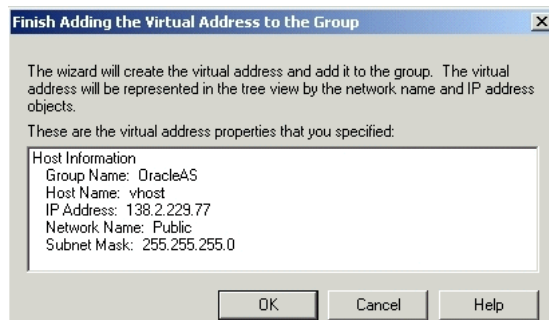 Finish Adding the Virtual Address to the Group
The wizard will create the virtual address and add it to the group. The virtual
address will be represented in the tree view by the network name and IP address
objects.
These are the virtual address properties that you specified:
Host Information
Group Name: OracleAS
Host Name: vhost
IP Address: 138.2.229.77
Network Name: Public
Subnet Mask: 255.255.255.0
OK Cancel Help